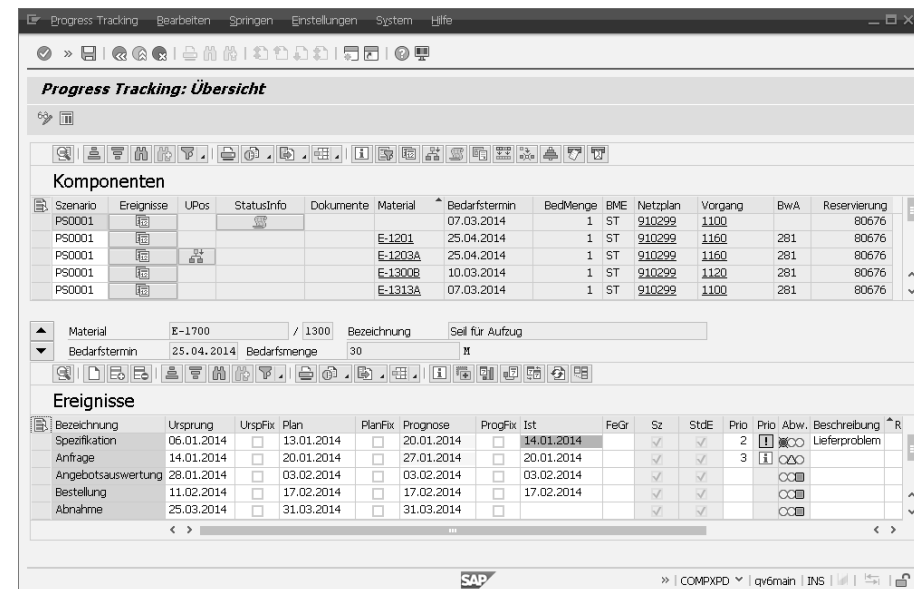 Progress Tracking Bearbeiten Springen Einstellungen System Hilfe
Progress Tracking: Übersicht
Komponenten
Szenario Ereignisse UPos StatusInfo Dokumente Material Bedarfstermin BedMenge BME Netzplan Vorgang BwA Reservierung
PS0001 07.03.2014 1 ST 910299 1100 80676
PS0001 E-1201 25.04.2014 1 ST 910299 1160 281 80676
PS0001 E-1203A 25.04.2014 1 ST 910299 1160 281 80676
PS0001 E-1300B 10.03.2014 1 ST 910299 1120 281 80676
PS0001 E-1313A 07.03.2014 1 ST 910299 1100 281 80676
Material E-1700 / 1300 Bezeichnung Seil für Aufzug
Bedarfstermin 25.04.2014 Bedarfsmenge 30 M
Ereignisse
Bezeichnung Ursprung UrspFix Plan PlanFix Prognose ProgFix Ist FeGr Sz StdE Prio Prio Abw. Beschreibung R
Spezifikation 06.01.2014 13.01.2014 20.01.2014 14.01.2014 2 Lieferproblem
Anfrage 14.01.2014 20.01.2014 27.01.2014 20.01.2014 3
Angebotsauswertung 28.01.2014 03.02.2014 03.02.2014 03.02.2014
Bestellung 11.02.2014 17.02.2014 17.02.2014 17.02.2014
Abnahme 25.03.2014 31.03.2014 31.03.2014
SAP » COMPXPD qv6main INS